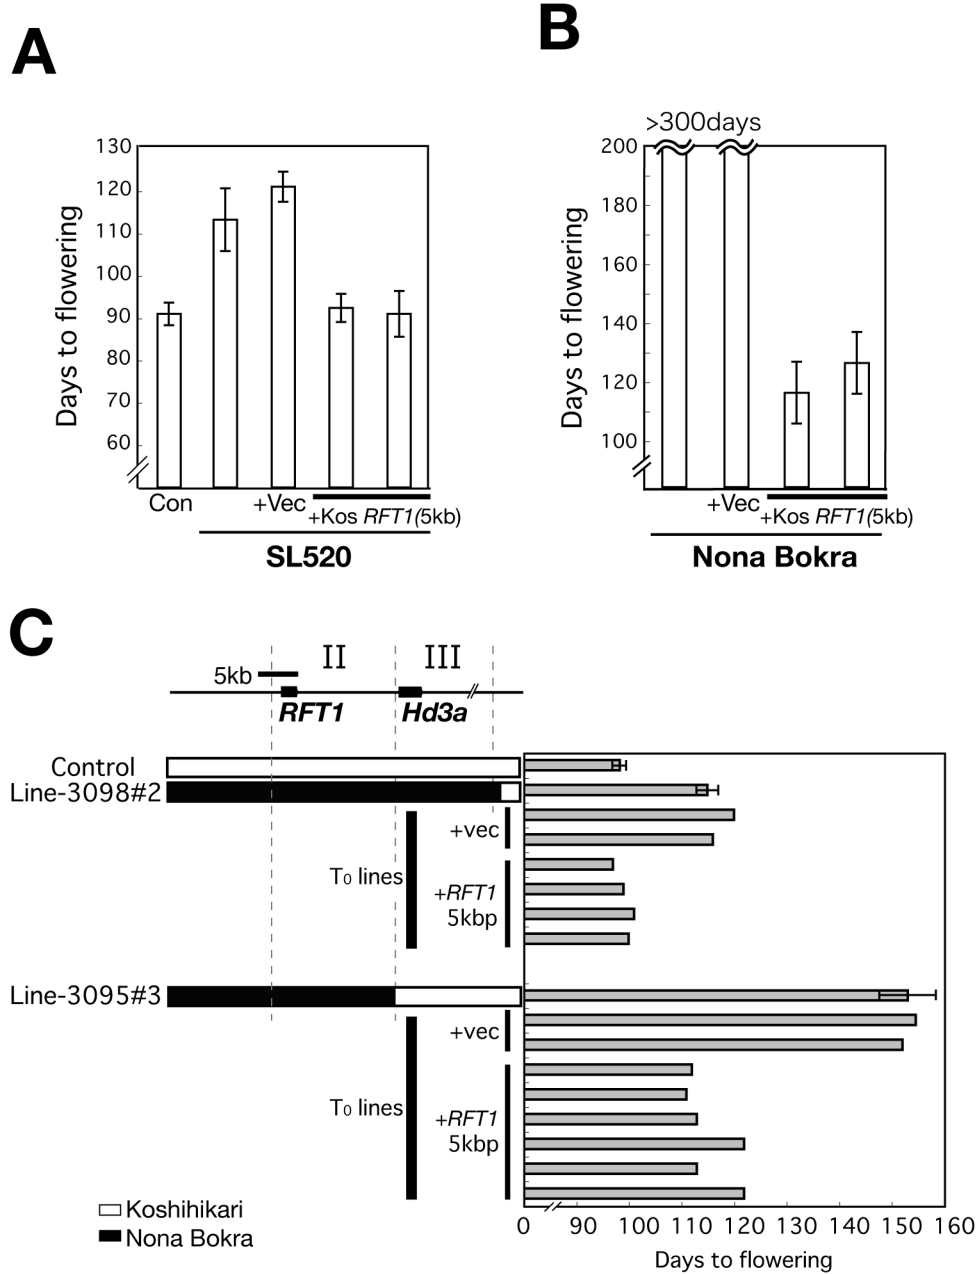 A
130
120
110
100
90
80
70
60
Days to flowering
Con
+Vec
+Kos RFT1(5kb)
SL520
B
>300days
200
180
160
140
120
100
Days to flowering
+Vec
+Kos RFT1(5kb)
Nona Bokra
C
II III
5kb
RFT1 Hd3a
Control
Line-3098#2
+vec
T0 lines
+RFT1
5kbp
Line-3095#3
+vec
T0 lines
+RFT1
5kbp
Koshihikari
Nona Bokra
0 90 100 110 120 130 140 150 160
Days to flowering